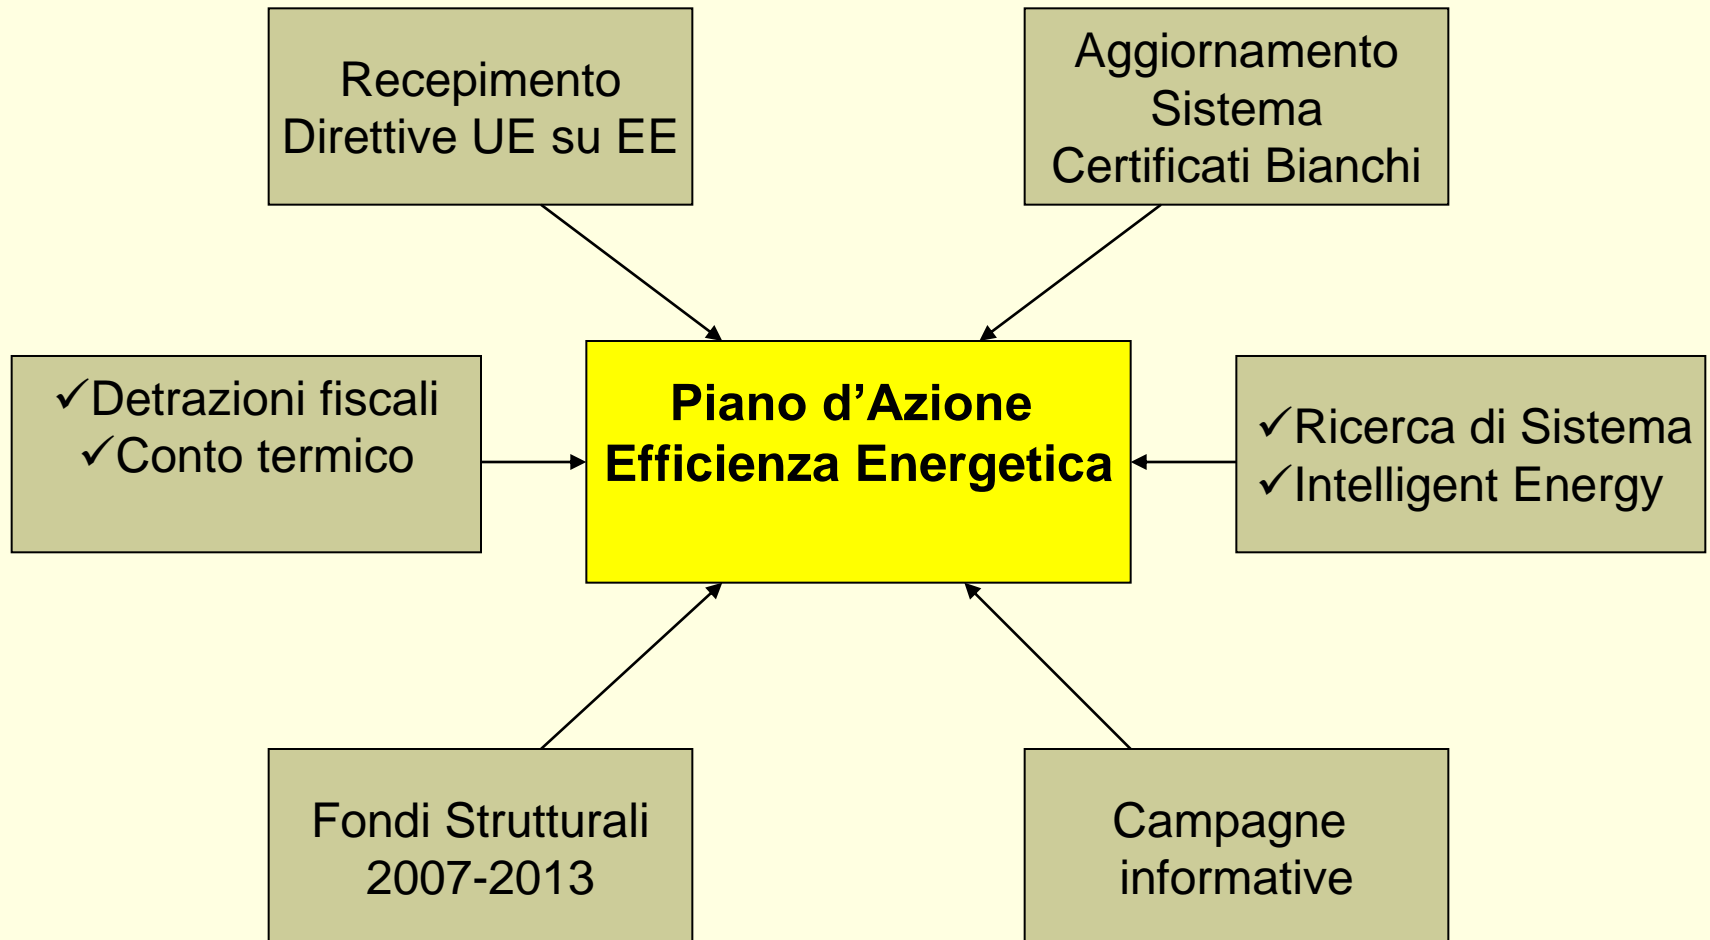 Recepimento
Direttive UE su EE
Aggiornamento
Sistema
Certificati Bianchi
✓Detrazioni fiscali
✓Conto termico
Piano d’Azione
Efficienza Energetica
✓Ricerca di Sistema
✓Intelligent Energy
Fondi Strutturali
2007-2013
Campagne
informative